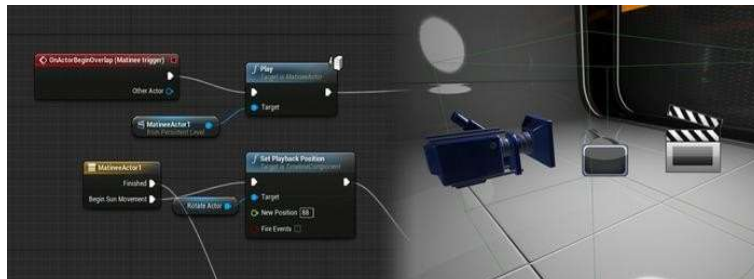 OnActorBeginOverlap (Matinee trigger)
Other Actor
Play
Target is MatineeActor
Target
MatineeActor1
from Persistent Level
MatineeActor1
Finished
Begin Sun Movement
Rotate Actor
Set Playback Position
Target is TimelineComponent
Target
New Position 88
Fire Events